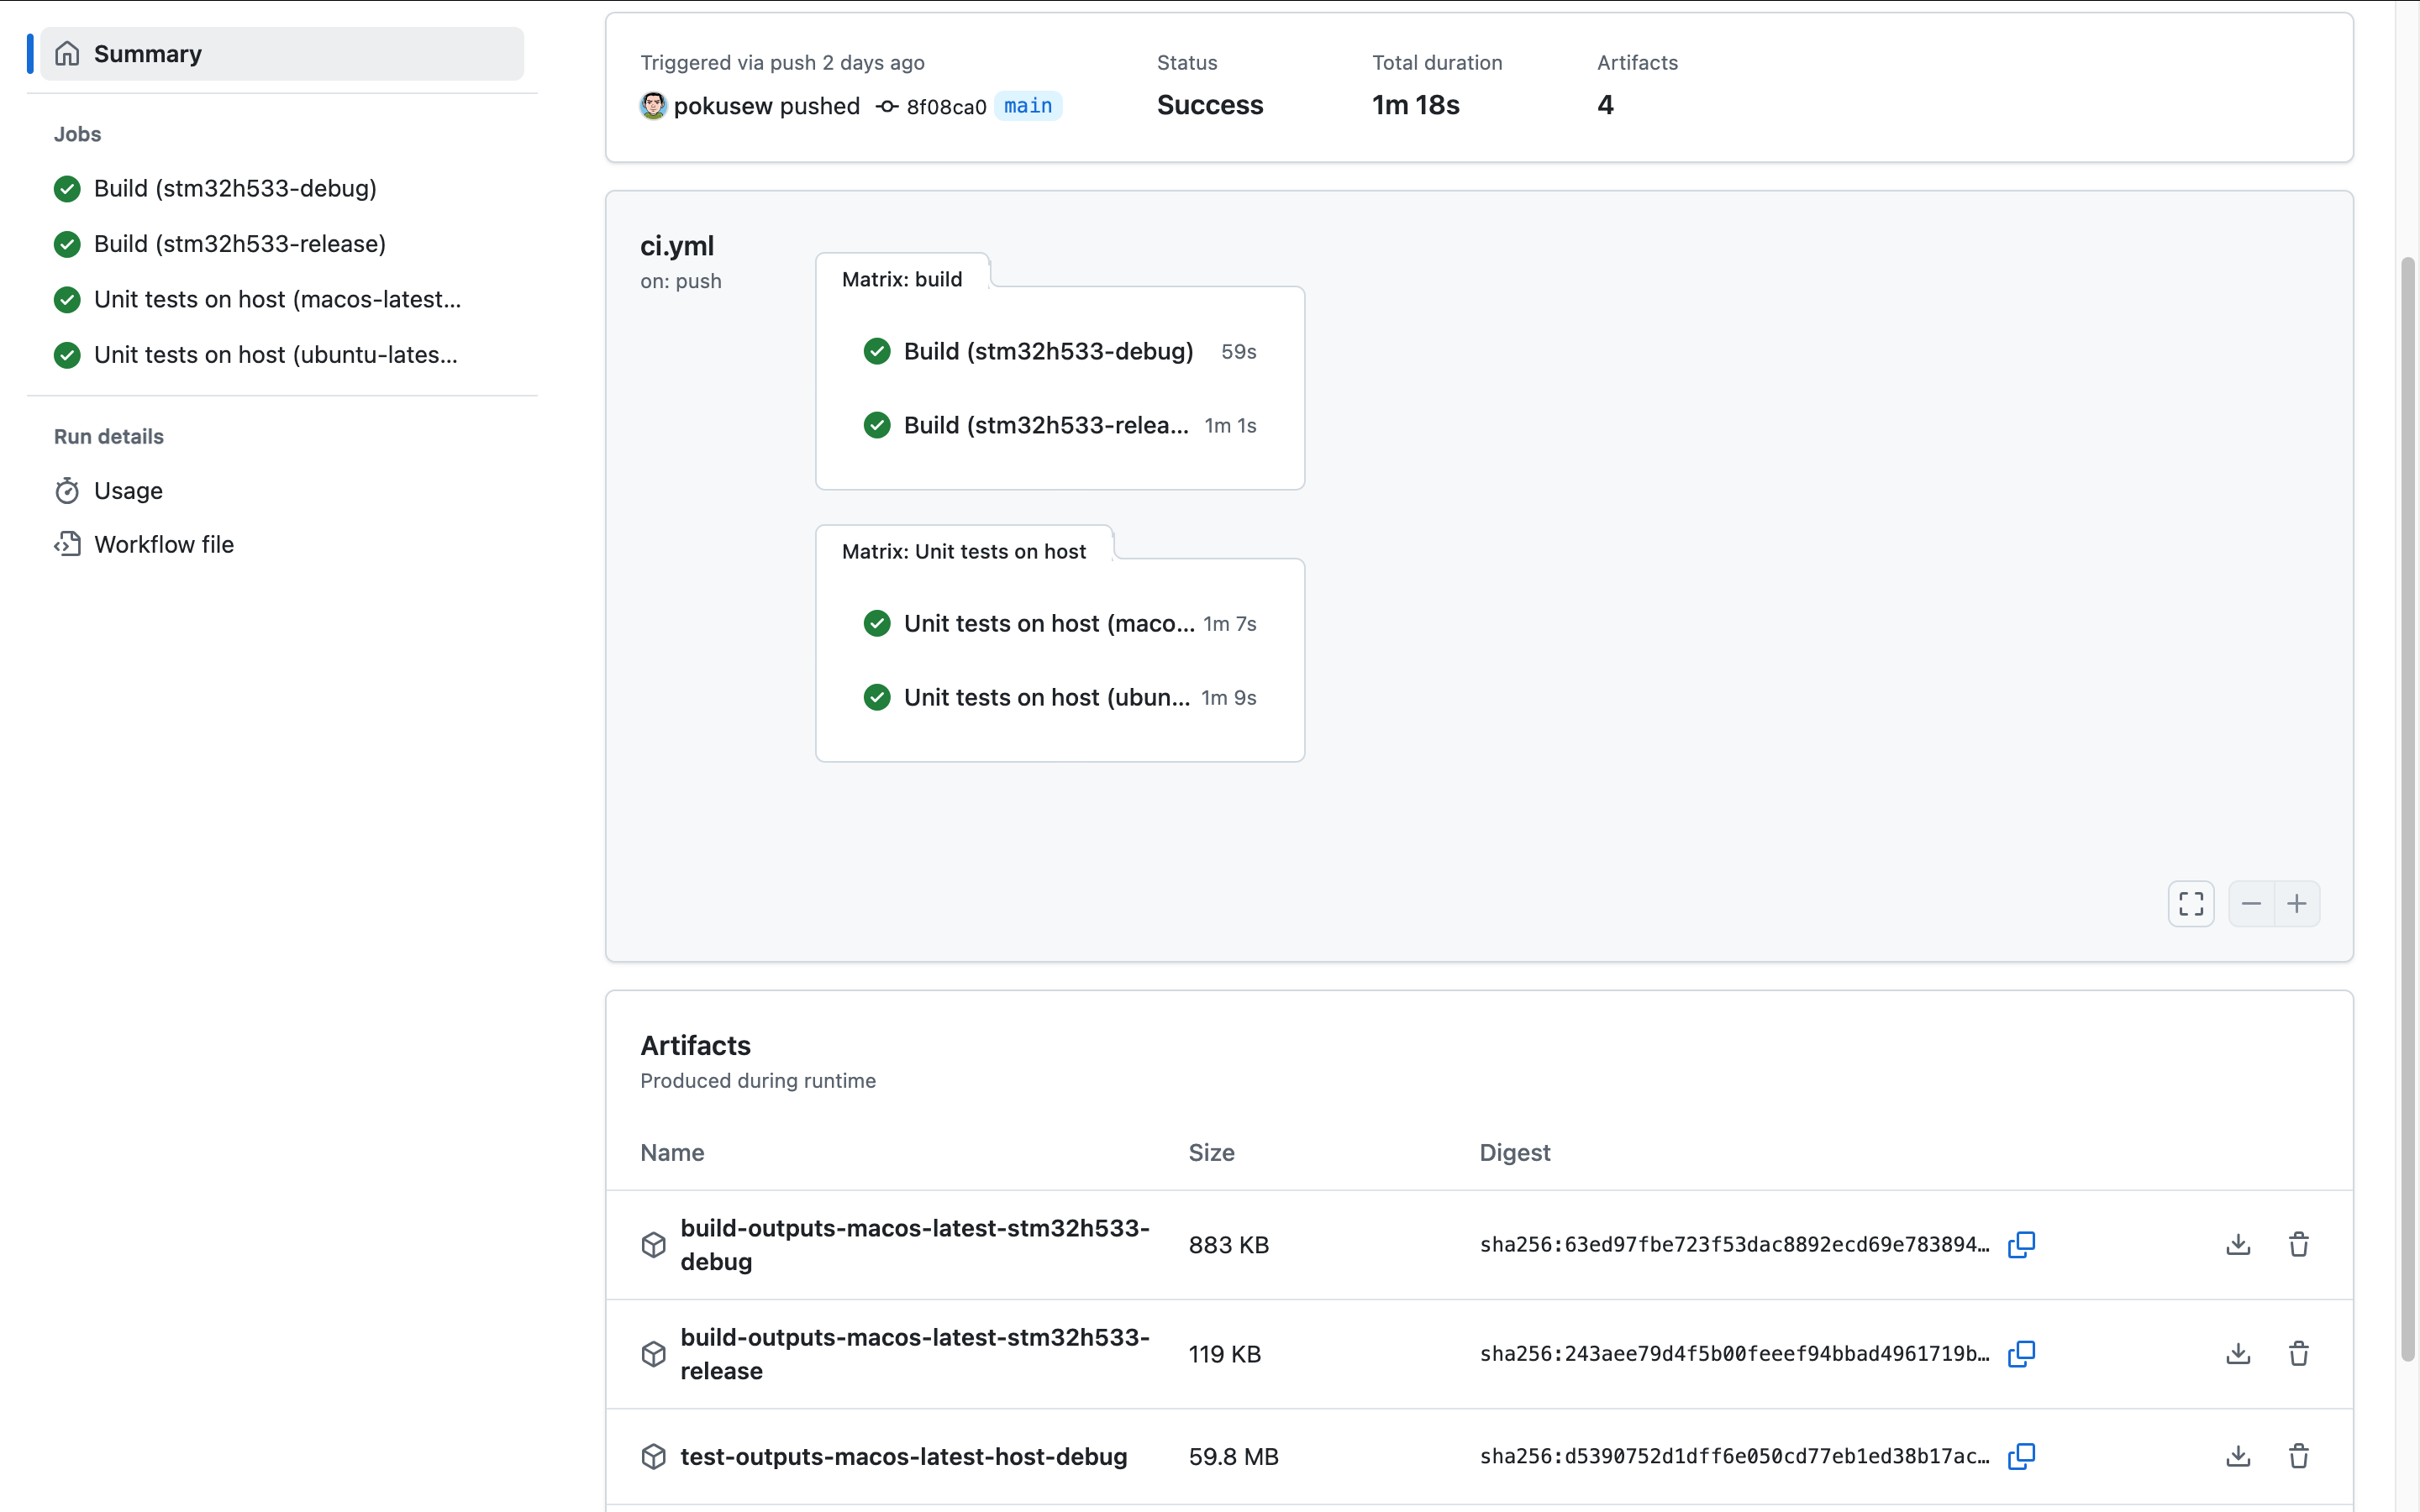 Summary
Jobs
Build (stm32h533-debug)
Build (stm32h533-release)
Unit tests on host (macos-latest...
Unit tests on host (ubuntu-lates...
Run details
Usage
Workflow file
Triggered via push 2 days ago
pokusew pushed 8f08ca0 main
Status
Success
Total duration
1m 18s
Artifacts
4
ci.yml
on: push
Matrix: build
Build (stm32h533-debug) 59s
Build (stm32h533-relea... 1m 1s
Matrix: Unit tests on host
Unit tests on host (maco... 1m 7s
Unit tests on host (ubun... 1m 9s
Artifacts
Produced during runtime
Name Size Digest
build-outputs-macos-latest-stm32h533-
debug
883 KB
sha256:63ed97fbe723f53dac8892ecd69e783894…
build-outputs-macos-latest-stm32h533-
release
119 KB
sha256:243aee79d4f5b00feeef94bbad4961719b…
test-outputs-macos-latest-host-debug
59.8 MB
sha256:d5390752d1dff6e050cd77eb1ed38b17ac…